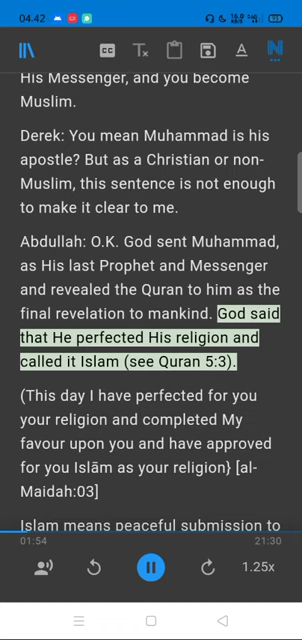 04.42
CC
His Messenger, and you become
Muslim.
Derek: You mean Muhammad is his
apostle? But as a Christian or non-
Muslim, this sentence is not enough
to make it clear to me.
Abdullah: O.K. God sent Muhammad,
as His last Prophet and Messenger
and revealed the Quran to him as the
final revelation to mankind. God said
that He perfected His religion and
called it Islam (see Quran 5:3).
(This day I have perfected for you
your religion and completed My
favour upon you and have approved
for you Islām as your religion} [al-
Maidah:03]
Islam means peaceful submission to
01:54 21:30
1.25x